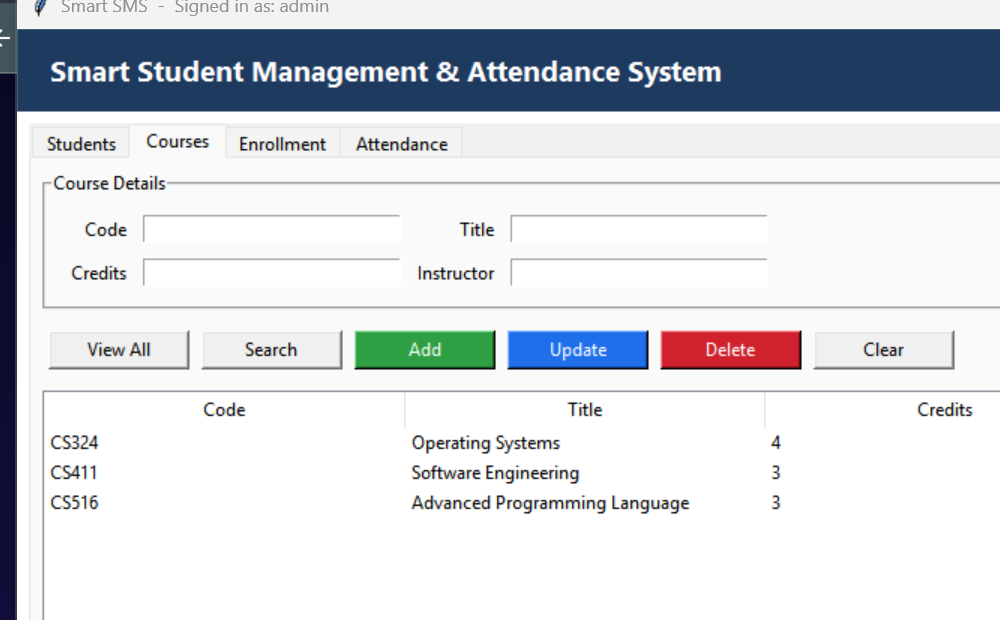 Smart SMS - Signed in as: admin
Smart Student Management & Attendance System
Students Courses Enrollment Attendance
Course Details
Code Title
Credits Instructor
View All Search Add Update Delete Clear
Code Title Credits
CS324 Operating Systems 4
CS411 Software Engineering 3
CS516 Advanced Programming Language 3